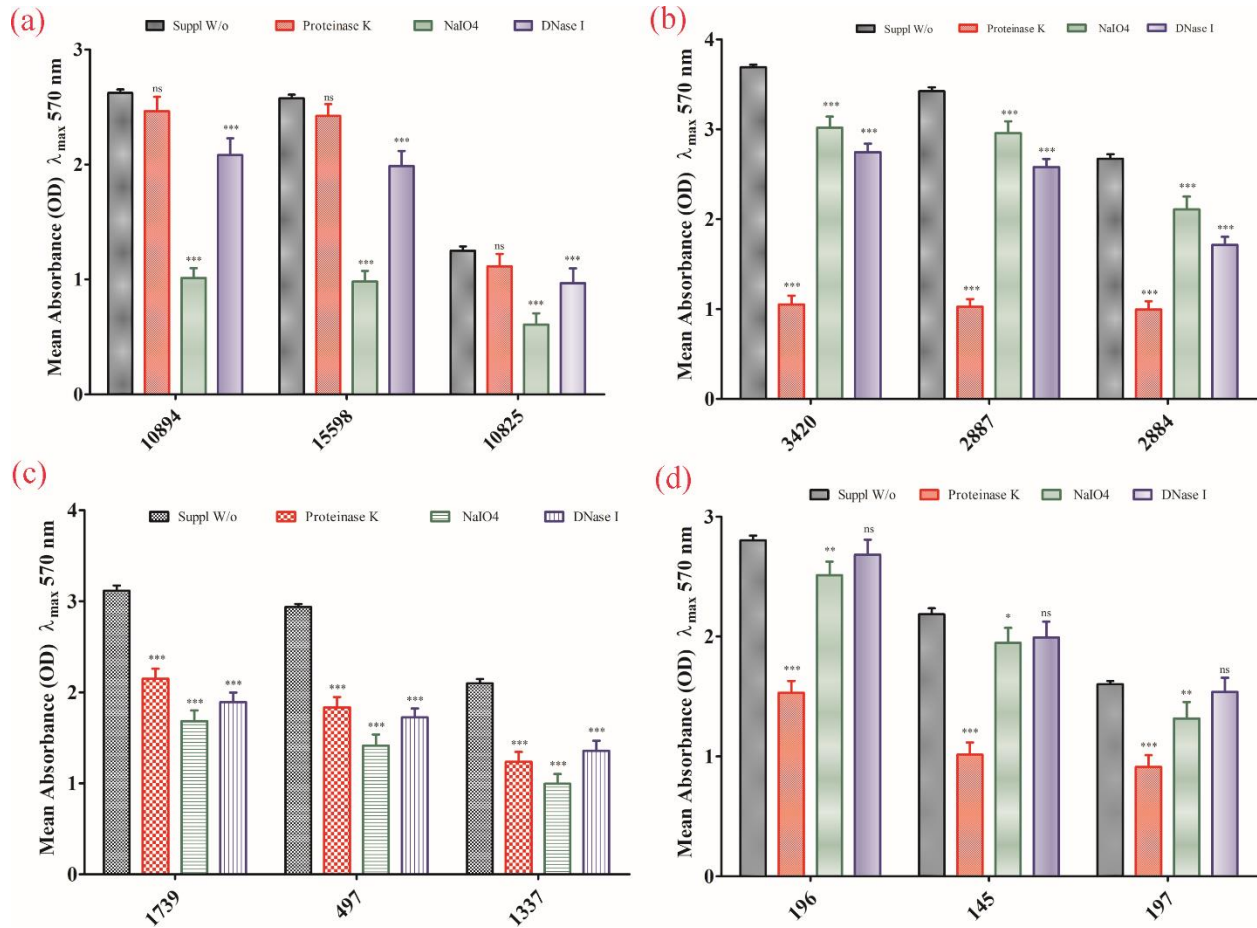 (a)
Suppl W/o Proteinase K NaIO4 DNase I
Mean Absorbance (OD) λmax 570 nm
3
2
1
0
ns
***
***
ns
***
***
ns
***
***
10894 15598 10825
(b)
Suppl W/o Proteinase K NaIO4 DNase I
Mean Absorbance (OD) λmax 570 nm
4
3
2
1
0
***
***
***
***
***
***
***
***
***
3420 2887 2884
(c)
Suppl W/o Proteinase K NaIO4 DNase I
Mean Absorbance (OD) λmax 570 nm
4
3
2
1
0
***
***
***
***
***
***
***
***
***
1739 497 1337
(d)
Suppl W/o Proteinase K NaIO4 DNase I
Mean Absorbance (OD) λmax 570 nm
3
2
1
0
***
**
ns
***
*
ns
***
**
ns
196 145 197